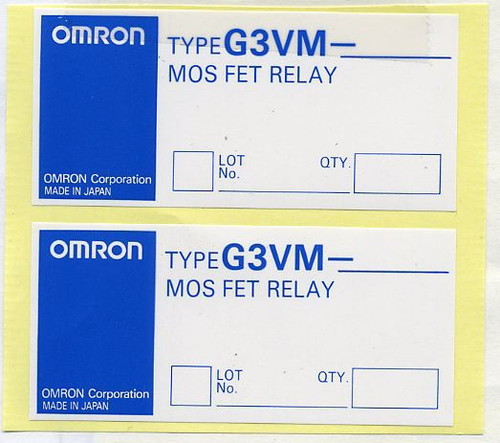 OMRON
TYPE G3VM-
MOS FET RELAY
LOT No.
QTY.
OMRON Corporation
MADE IN JAPAN
OMRON
TYPE G3VM-
MOS FET RELAY
LOT No.
QTY.
OMRON Corporation
MADE IN JAPAN